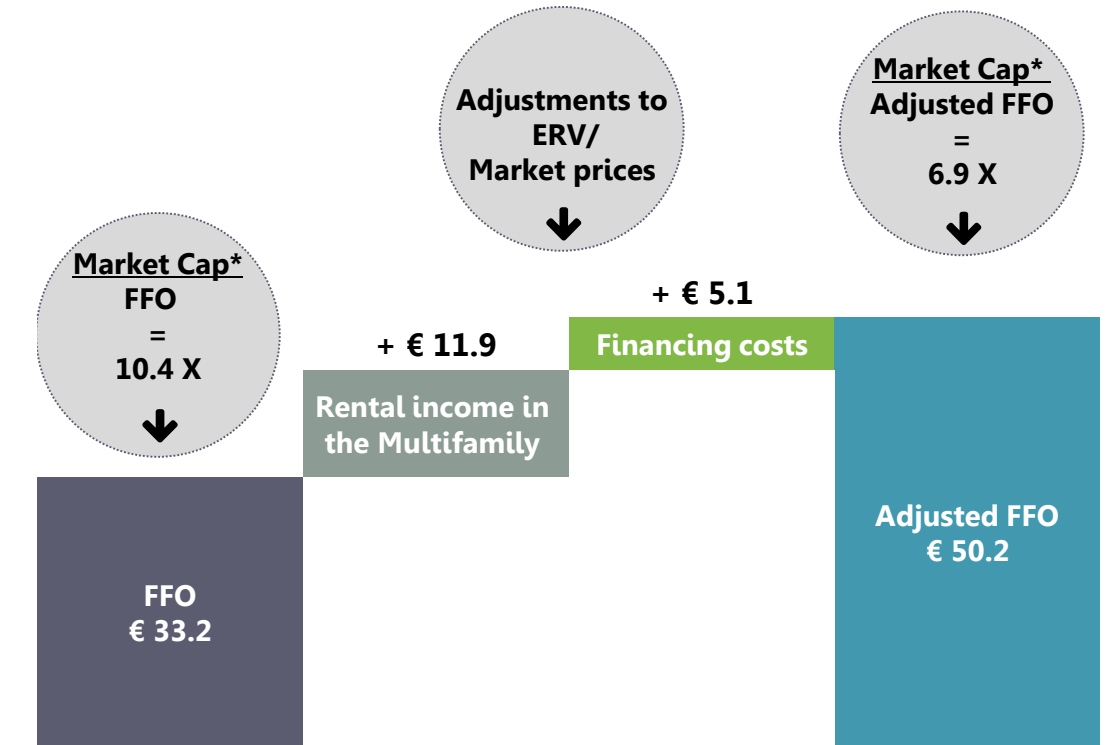 Market Cap*
FFO
=
10.4 X
FFO
€ 33.2
+ € 11.9
Rental income in
the Multifamily
Adjustments to
ERV/
Market prices
+ € 5.1
Financing costs
Market Cap*
Adjusted FFO
=
6.9 X
Adjusted FFO
€ 50.2